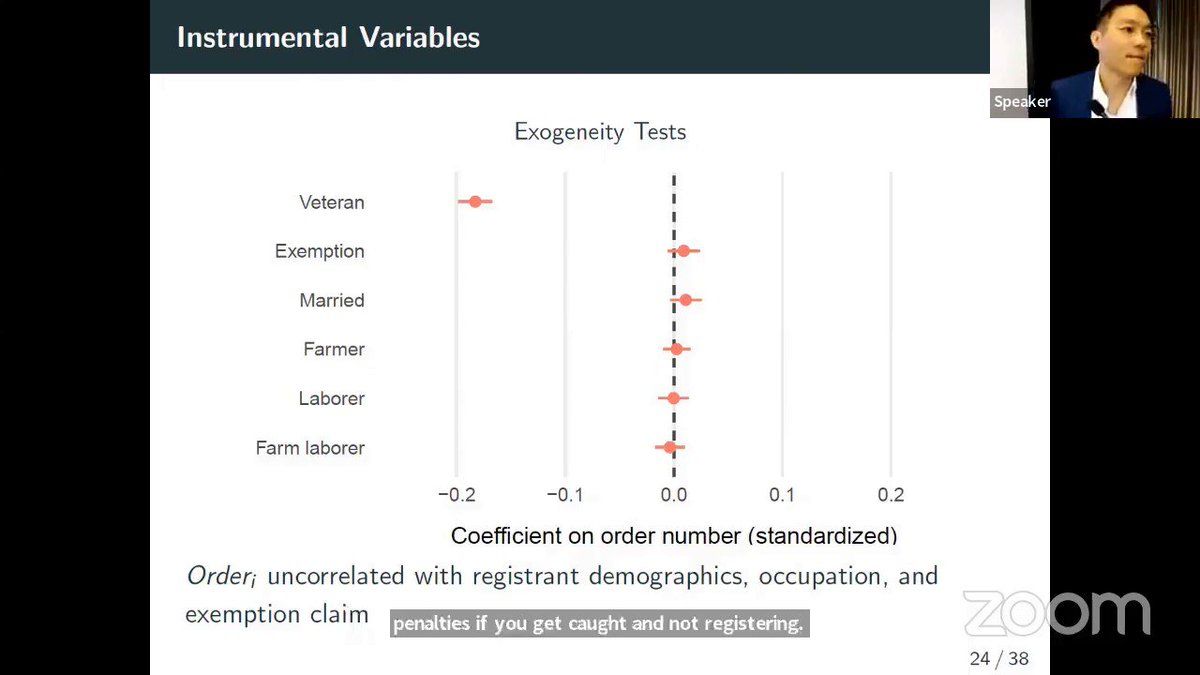 Instrumental Variables
Speaker
Exogeneity Tests
Veteran
Exemption
Married
Farmer
Laborer
Farm laborer
−0.2 −0.1 0.0 0.1 0.2
Coefficient on order number (standardized)
Orderᵢ uncorrelated with registrant demographics, occupation, and
exemption claim
penalties if you get caught and not registering.
zoom
24 / 38